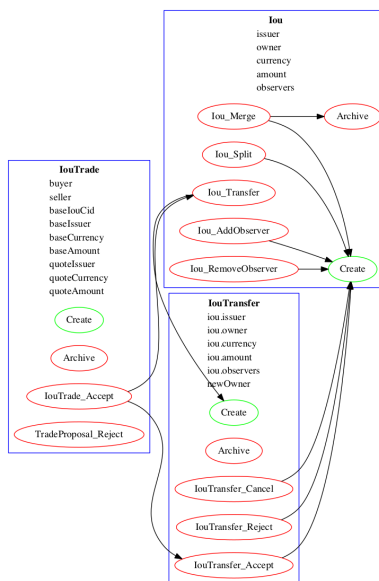 Iou
issuer
owner
currency
amount
observers
Iou_Merge
Archive
Iou_Split
Iou_Transfer
Iou_AddObserver
Iou_RemoveObserver
Create
IouTrade
buyer
seller
baseIouCid
baseIssuer
baseCurrency
baseAmount
quoteIssuer
quoteCurrency
quoteAmount
Create
Archive
IouTrade_Accept
TradeProposal_Reject
IouTransfer
iou.issuer
iou.owner
iou.currency
iou.amount
iou.observers
newOwner
Create
Archive
IouTransfer_Cancel
IouTransfer_Reject
IouTransfer_Accept